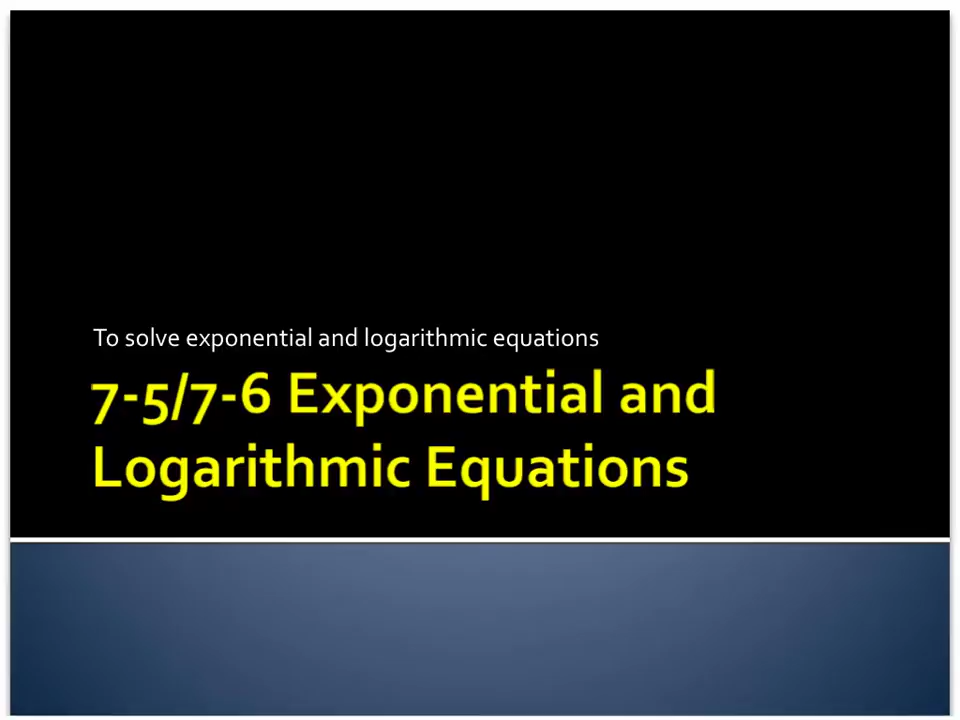 To solve exponential and logarithmic equations
7-5/7-6 Exponential and
Logarithmic Equations